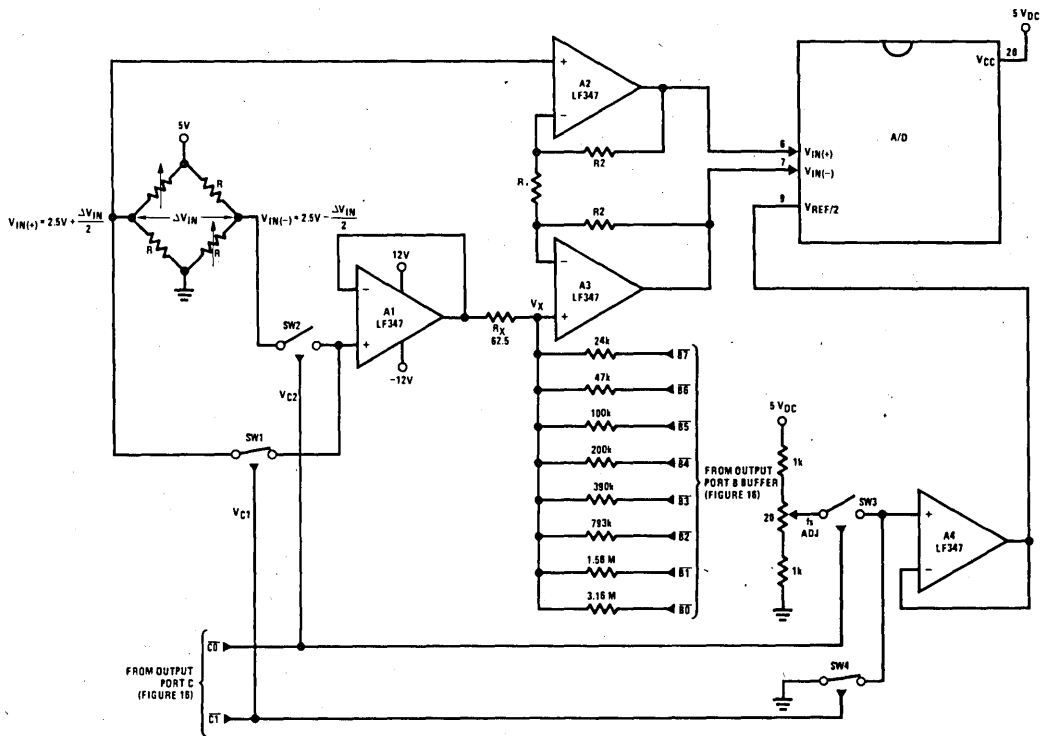 5 VDC
VCC
20
A/D
6
VIN(+)
7
VIN(-)
9
VREF/2
+
A2
LF347
-
R2
R
R2
-
A3
LF347
+
5V
R
R
R
ΔVIN
VIN(+) = 2.5V + ΔVIN/2
VIN(-) = 2.5V - ΔVIN/2
SW2
VC2
SW1
VC1
12V
-
A1
LF347
+
-12V
RX
62.5
VX
24k
B7
47k
B6
100k
B5
200k
B4
390k
B3
793k
B2
1.58 M
B1
3.16 M
B0
FROM OUTPUT
PORT B BUFFER
(FIGURE 16)
5 VDC
1k
20
fs
ADJ
1k
SW3
+
A4
LF347
-
SW4
C0
FROM OUTPUT
PORT C
(FIGURE 16)
C1